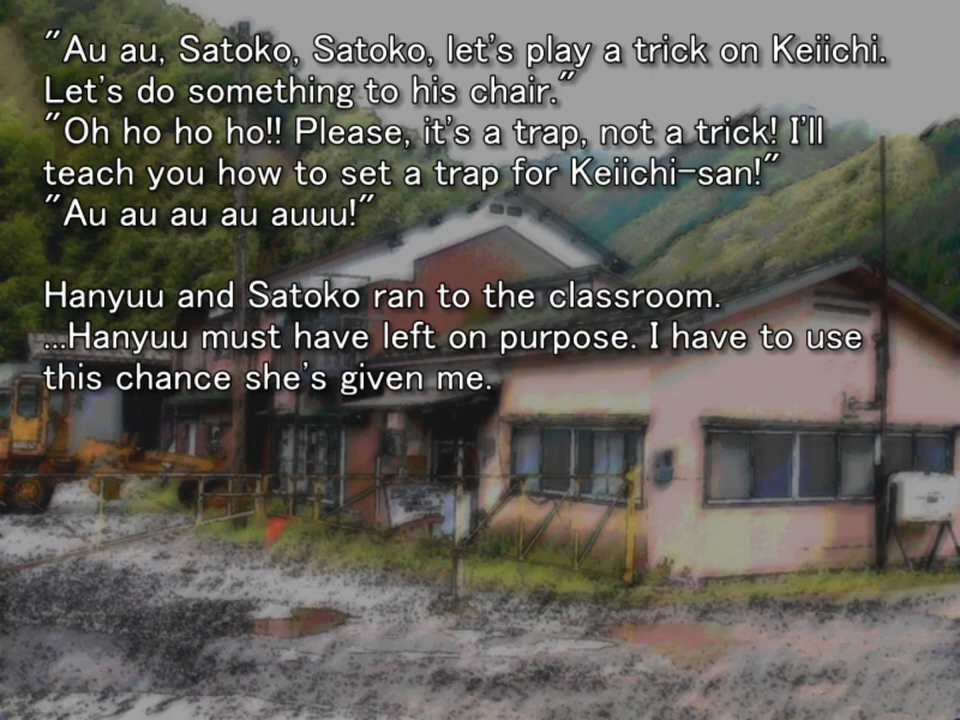 "Au au, Satoko, Satoko, let's play a trick on Keiichi.
Let's do something to his chair."
"Oh ho ho ho!! Please, it's a trap, not a trick! I'll
teach you how to set a trap for Keiichi-san!"
"Au au au au auuu!"
Hanyuu and Satoko ran to the classroom.
...Hanyuu must have left on purpose. I have to use
this chance she's given me.